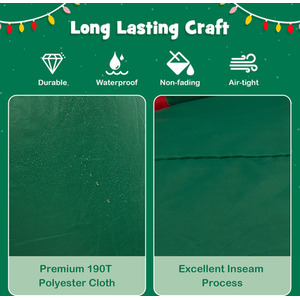 Long Lasting Craft
Durable, Waterproof Non-fading Air-tight
Premium 190T
Polyester Cloth
Excellent Inseam
Process